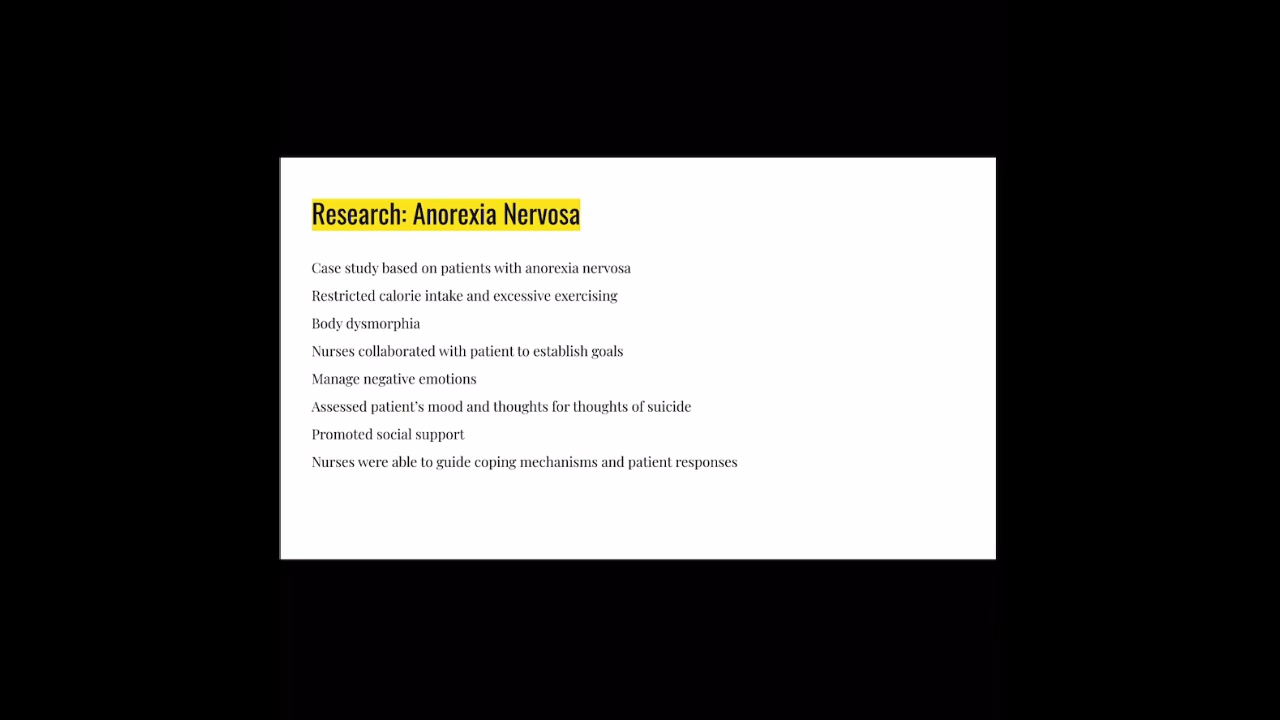 Research: Anorexia Nervosa
Case study based on patients with anorexia nervosa
Restricted calorie intake and excessive exercising
Body dysmorphia
Nurses collaborated with patient to establish goals
Manage negative emotions
Assessed patient’s mood and thoughts for thoughts of suicide
Promoted social support
Nurses were able to guide coping mechanisms and patient responses